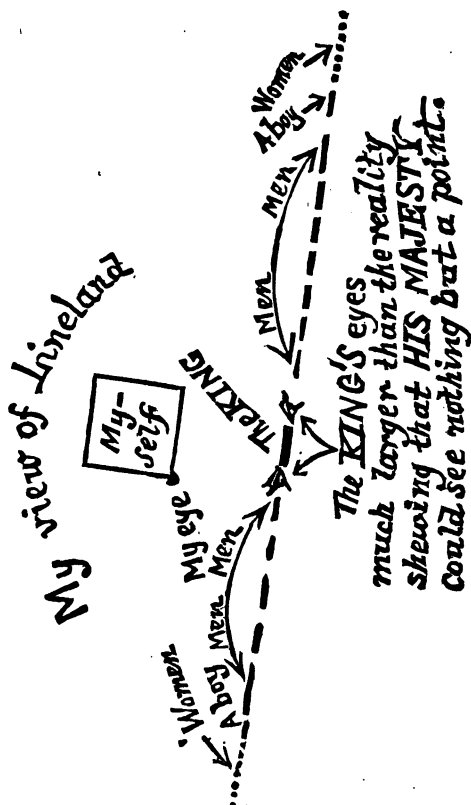 My view of Lineland
My-
self
My eye
The KING
Women
A boy
Men
Men
Men
Men
A boy
Women
The KING'S eyes
much larger than the reality
shewing that HIS MAJESTY
could see nothing but a point.